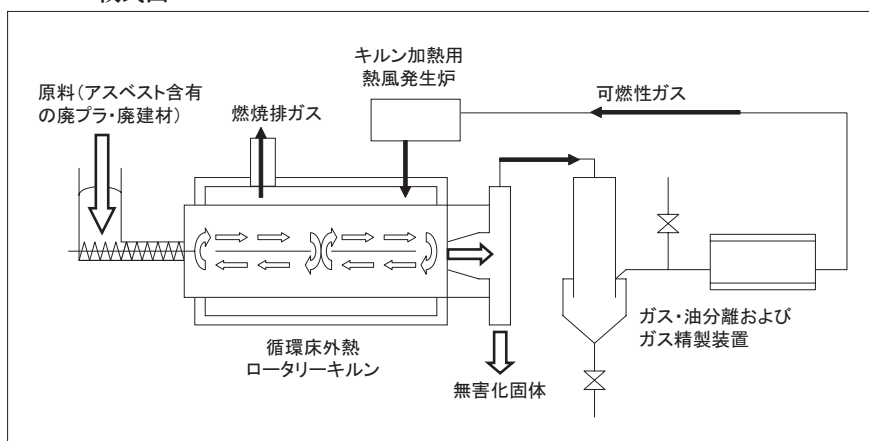 キルン加熱用
熱風発生炉
原料(アスベスト含有
の廃プラ・廃建材)
燃焼排ガス
可燃性ガス
ガス・油分離および
ガス精製装置
循環床外熱
ロータリーキルン
無害化固体